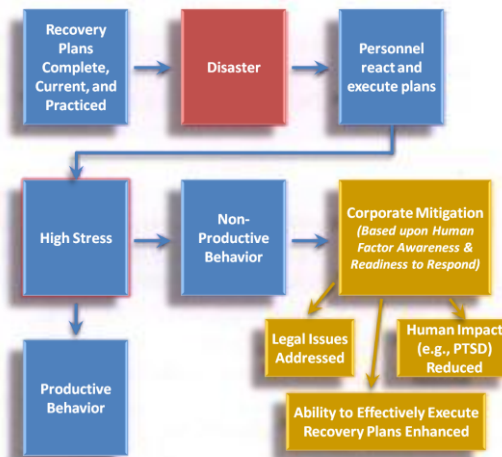 Recovery
Plans
Complete,
Current, and
Practiced
Disaster
Personnel
react and
execute plans
High Stress
Non-
Productive
Behavior
Corporate Mitigation
(Based upon Human
Factor Awareness &
Readiness to Respond)
Legal Issues
Addressed
Human Impact
(e.g., PTSD)
Reduced
Productive
Behavior
Ability to Effectively Execute
Recovery Plans Enhanced